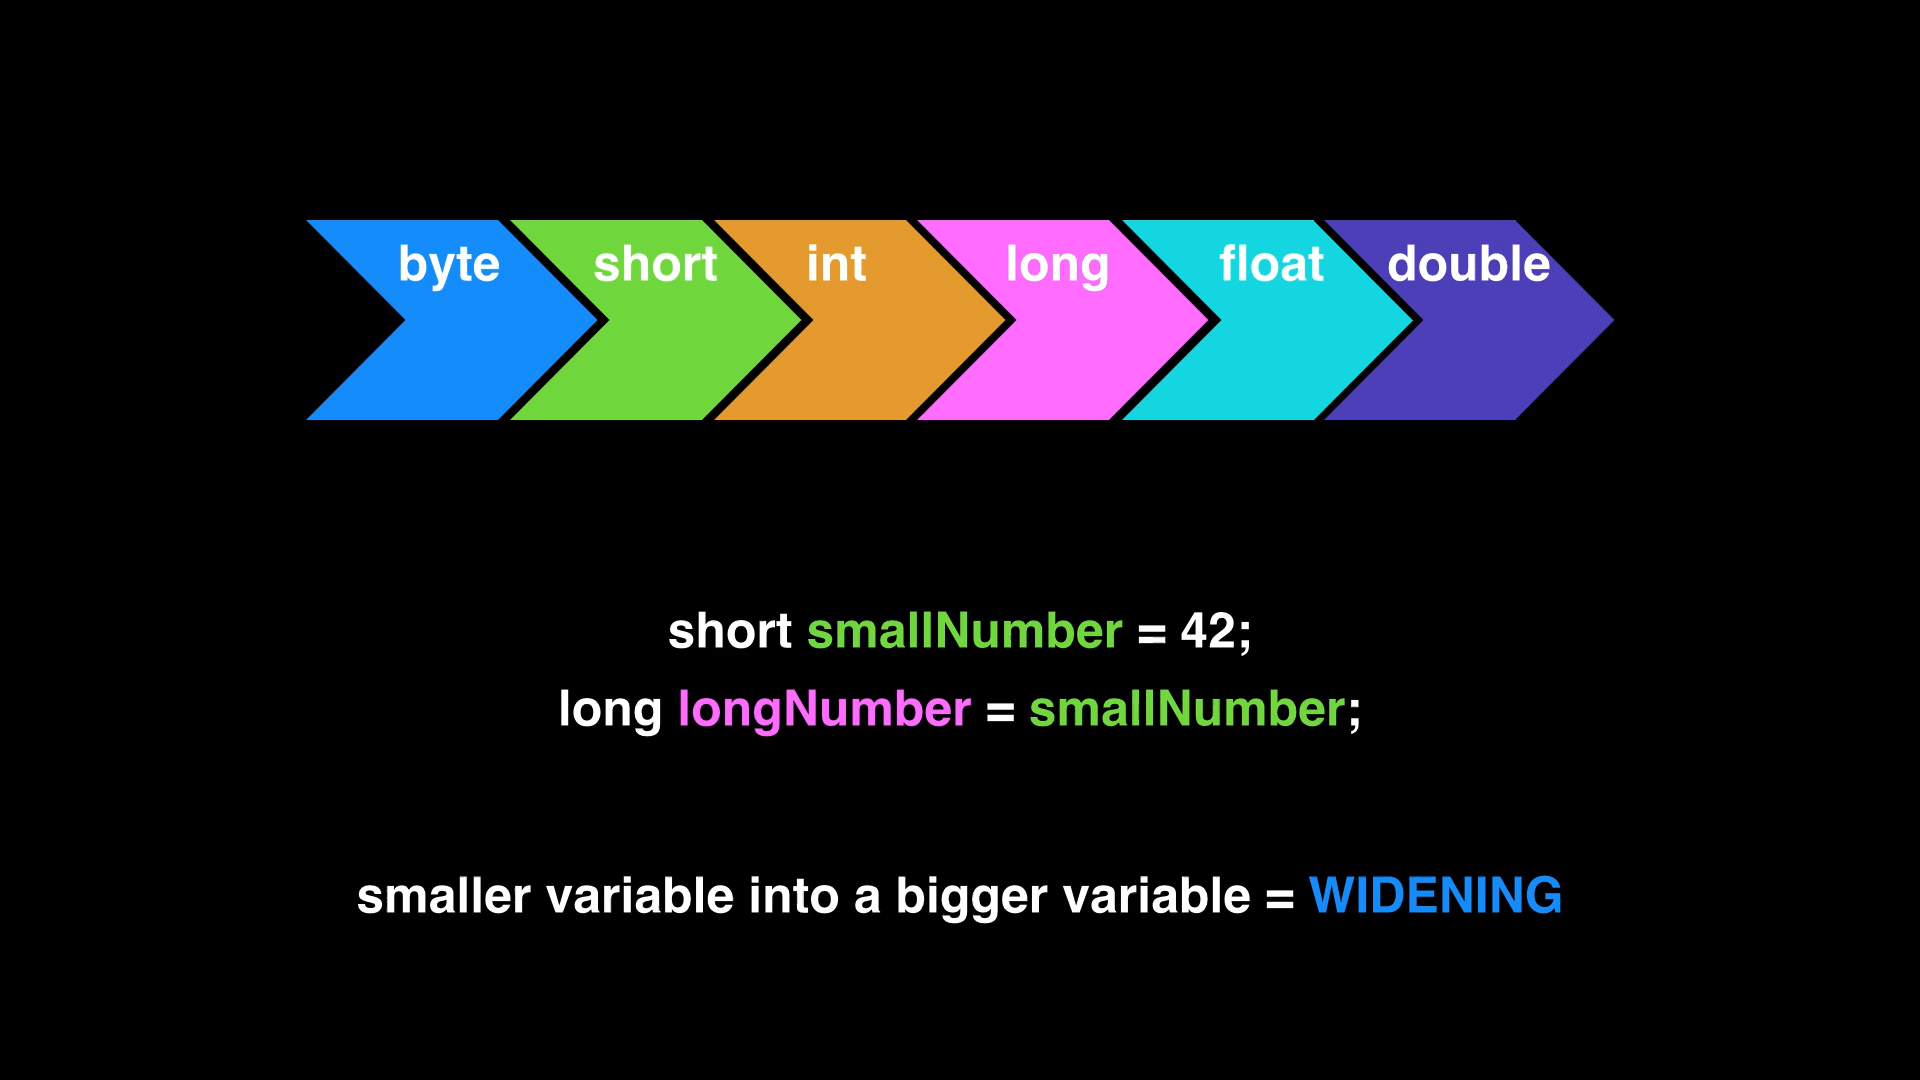 byte short int long float double
short smallNumber = 42;
long longNumber = smallNumber;
smaller variable into a bigger variable = WIDENING